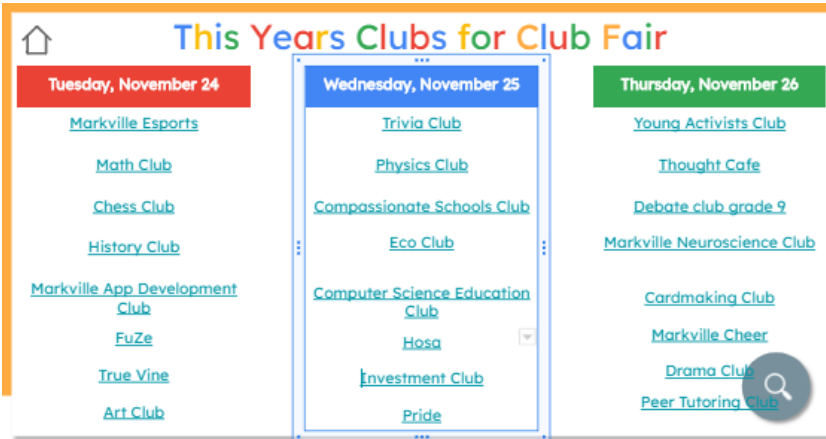 This Years Clubs for Club Fair
Tuesday, November 24
Markville Esports
Math Club
Chess Club
History Club
Markville App Development
Club
FuZe
True Vine
Art Club
Wednesday, November 25
Trivia Club
Physics Club
Compassionate Schools Club
Eco Club
Computer Science Education
Club
Hosa
Investment Club
Pride
Thursday, November 26
Young Activists Club
Thought Cafe
Debate club grade 9
Markville Neuroscience Club
Cardmaking Club
Markville Cheer
Drama Club
Peer Tutoring Club